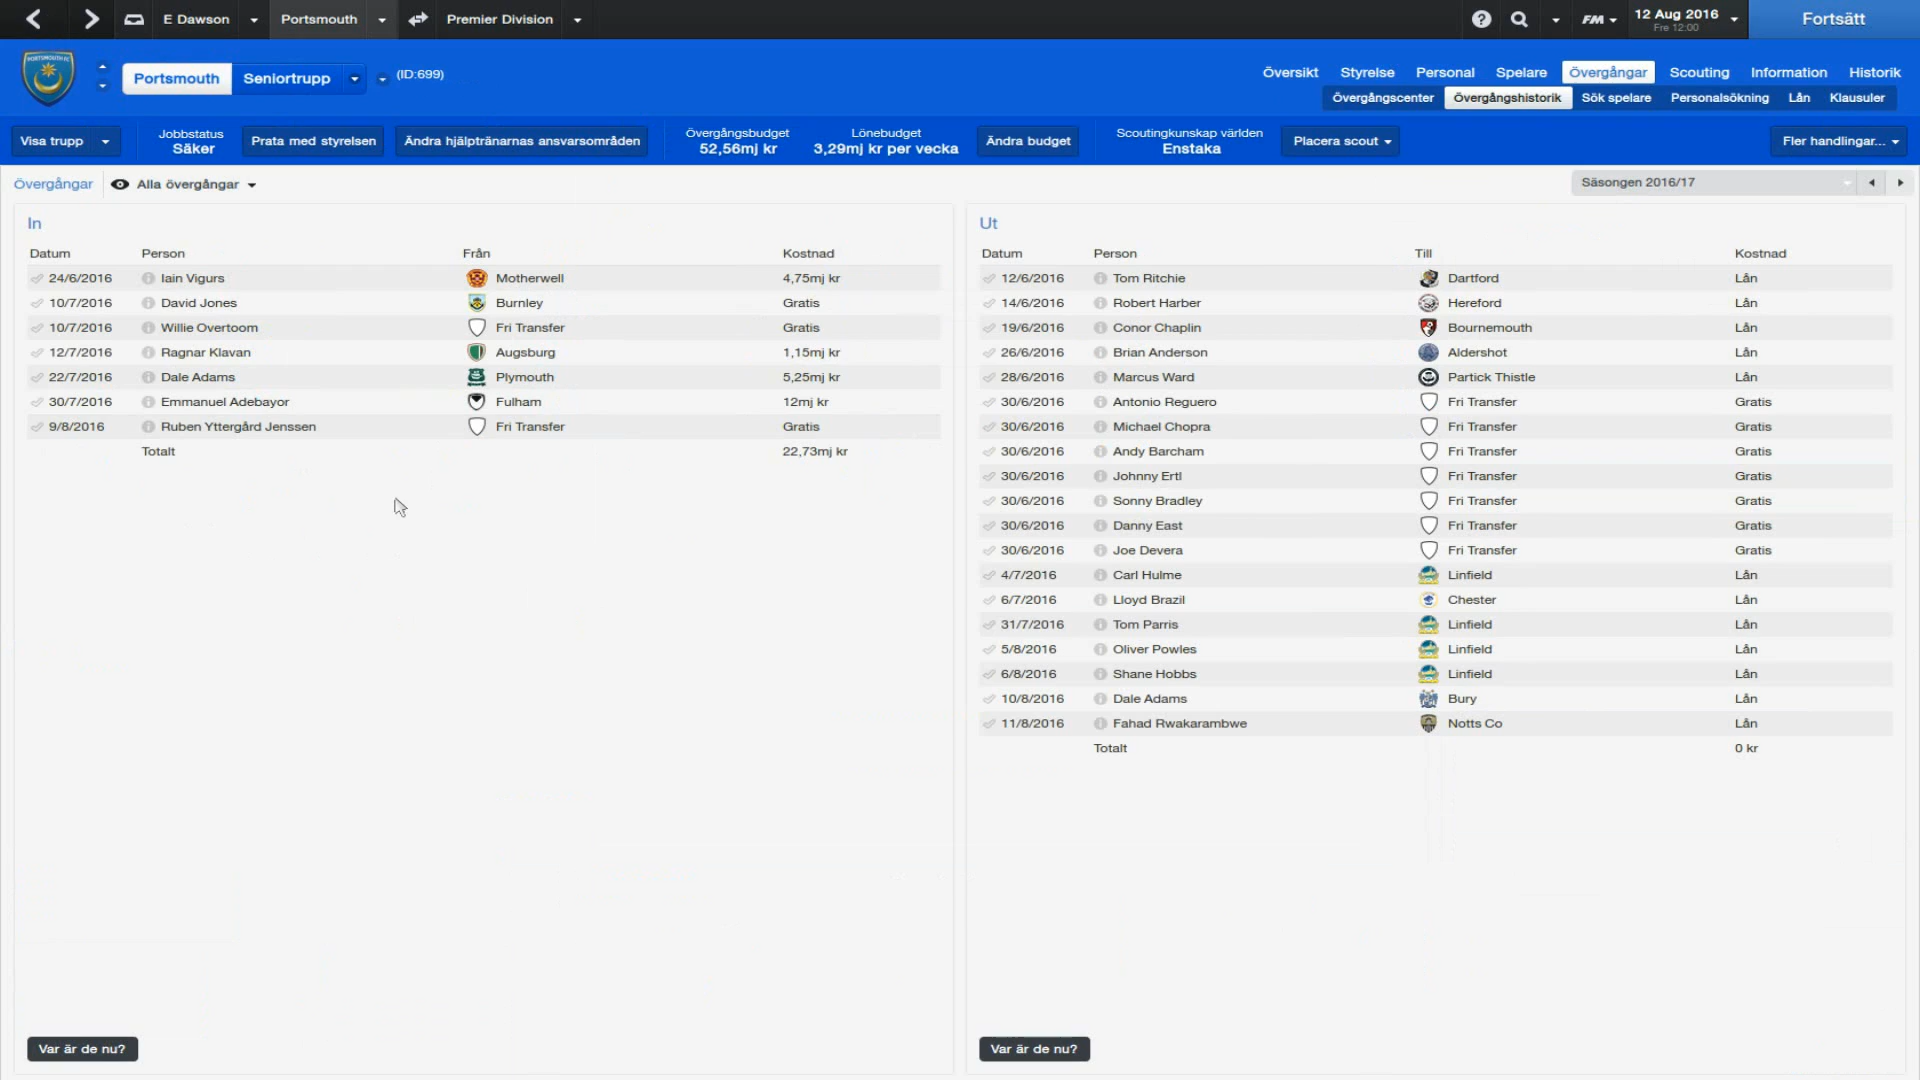 E Dawson Portsmouth Premier Division FM 12 Aug 2016 Fortsätt
Fre 12:00
Portsmouth Seniortrupp (ID:699) Översikt Styrelse Personal Spelare Övergångar Scouting Information Historik
Övergångscenter Övergångshistorik Sök spelare Personalsökning Lån Klausuler
Visa trupp Jobbstatus Säker Prata med styrelsen Ändra hjälptränarnas ansvarsområden Övergångsbudget 52,56mj kr Lönebudget 3,29mj kr per vecka Ändra budget Scoutingkunskap världen Enstaka Placera scout Fler handlingar...
Övergångar Alla övergångar Säsongen 2016/17
In
Datum Person Från Kostnad
24/6/2016 Iain Vigurs Motherwell 4,75mj kr
10/7/2016 David Jones Burnley Gratis
10/7/2016 Willie Overtoom Fri Transfer Gratis
12/7/2016 Ragnar Klavan Augsburg 1,15mj kr
22/7/2016 Dale Adams Plymouth 5,25mj kr
30/7/2016 Emmanuel Adebayor Fulham 12mj kr
9/8/2016 Ruben Yttergård Jenssen Fri Transfer Gratis
Totalt 22,73mj kr
Var är de nu?
Ut
Datum Person Till Kostnad
12/6/2016 Tom Ritchie Dartford Lån
14/6/2016 Robert Harber Hereford Lån
19/6/2016 Conor Chaplin Bournemouth Lån
26/6/2016 Brian Anderson Aldershot Lån
28/6/2016 Marcus Ward Partick Thistle Lån
30/6/2016 Antonio Reguero Fri Transfer Gratis
30/6/2016 Michael Chopra Fri Transfer Gratis
30/6/2016 Andy Barcham Fri Transfer Gratis
30/6/2016 Johnny Ertl Fri Transfer Gratis
30/6/2016 Sonny Bradley Fri Transfer Gratis
30/6/2016 Danny East Fri Transfer Gratis
30/6/2016 Joe Devera Fri Transfer Gratis
4/7/2016 Carl Hulme Linfield Lån
6/7/2016 Lloyd Brazil Chester Lån
31/7/2016 Tom Parris Linfield Lån
5/8/2016 Oliver Powles Linfield Lån
6/8/2016 Shane Hobbs Linfield Lån
10/8/2016 Dale Adams Bury Lån
11/8/2016 Fahad Rwakarambwe Notts Co Lån
Totalt 0 kr
Var är de nu?